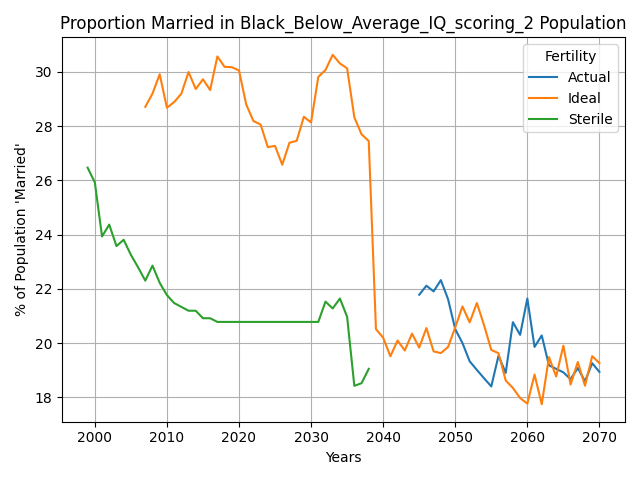 Proportion Married in Black_Below_Average_IQ_scoring_2 Population
Fertility
Actual
Ideal
Sterile
% of Population 'Married'
30
28
26
24
22
20
18
2000 2010 2020 2030 2040 2050 2060 2070
Years